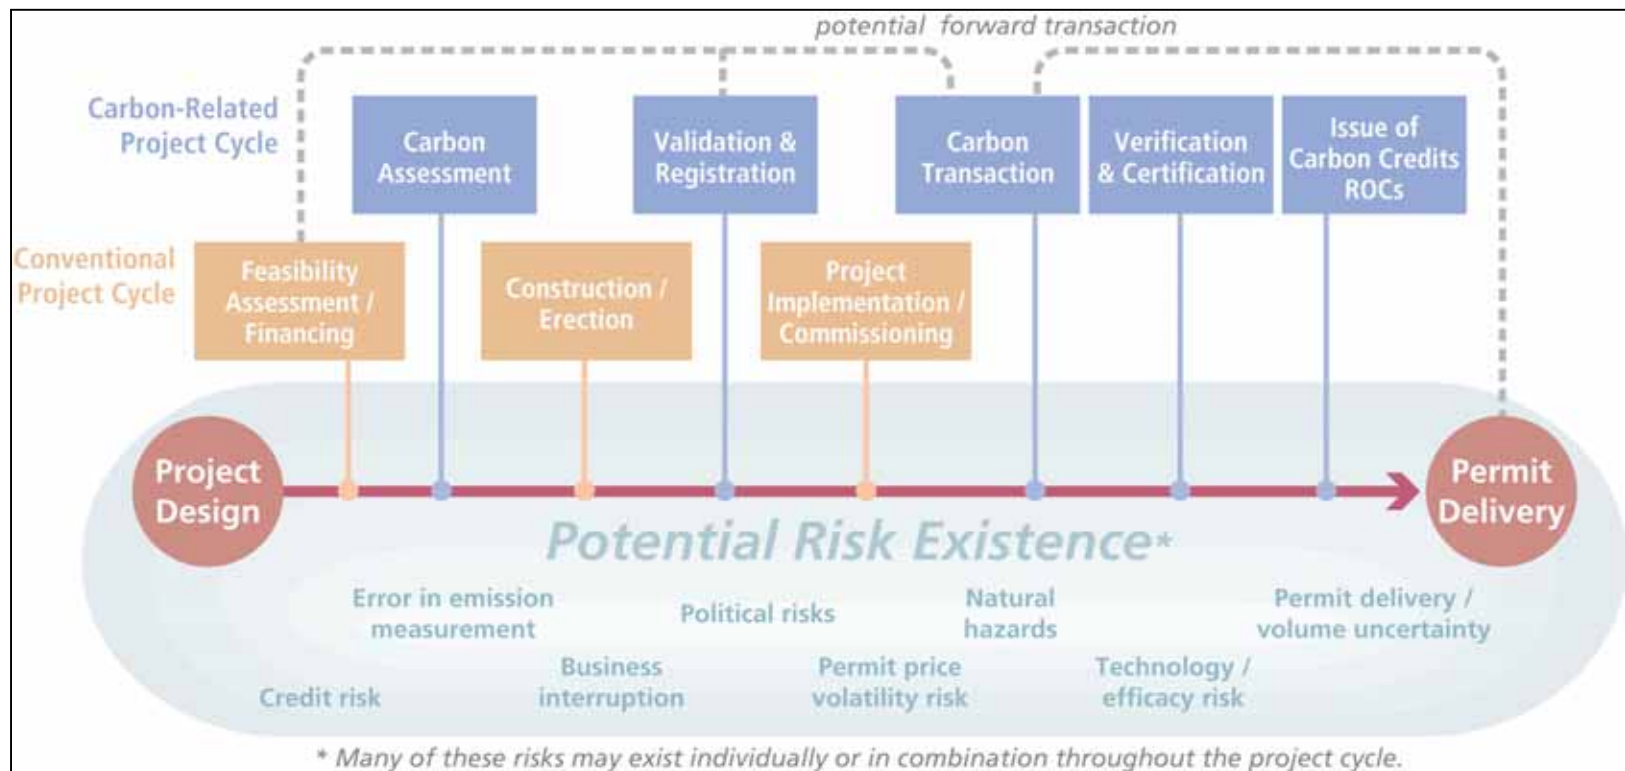 potential forward transaction
Carbon-Related
Project Cycle
Carbon
Assessment
Validation &
Registration
Carbon
Transaction
Verification
& Certification
Issue of
Carbon Credits
ROCs
Conventional
Project Cycle
Feasibility
Assessment /
Financing
Construction /
Erection
Project
Implementation /
Commissioning
Project
Design
Permit
Delivery
Potential Risk Existence*
Error in emission
measurement
Political risks
Natural
hazards
Permit delivery /
volume uncertainty
Credit risk
Business
interruption
Permit price
volatility risk
Technology /
efficacy risk
* Many of these risks may exist individually or in combination throughout the project cycle.